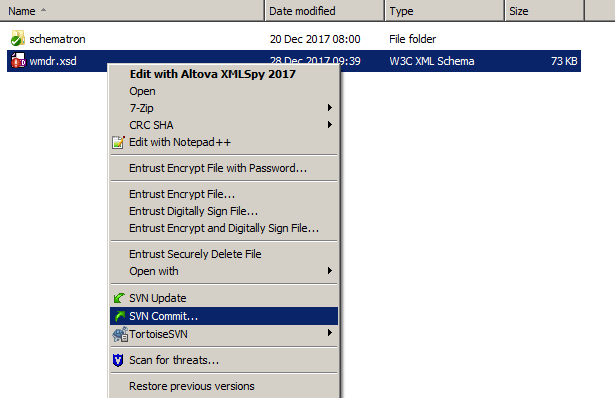 Name Date modified Type Size
schematron 20 Dec 2017 08:00 File folder
wmdr.xsd 28 Dec 2017 09:39 W3C XML Schema 73 KB
Edit with Altova XMLSpy 2017
Open
7-Zip
CRC SHA
Edit with Notepad++
Entrust Encrypt File with Password...
Entrust Encrypt File...
Entrust Digitally Sign File...
Entrust Encrypt and Digitally Sign File...
Entrust Securely Delete File
Open with
SVN Update
SVN Commit...
TortoiseSVN
Scan for threats...
Restore previous versions